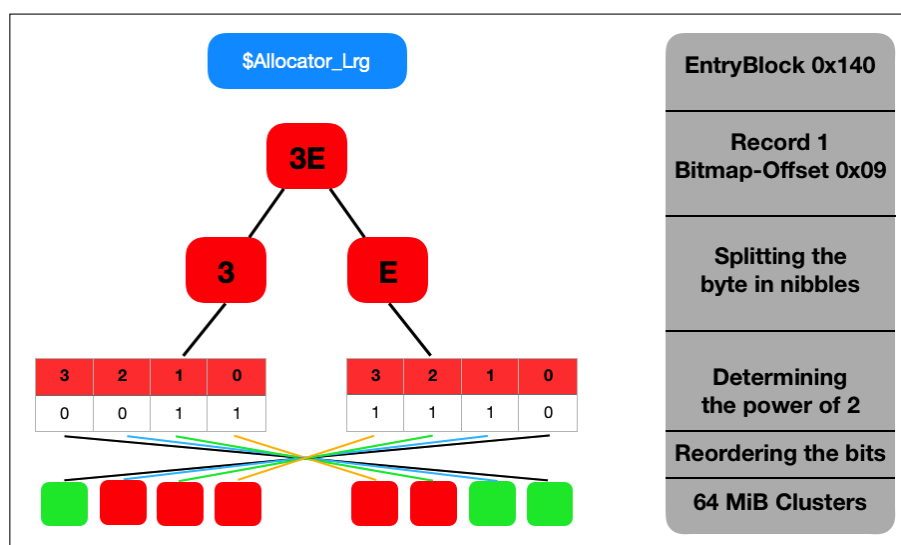 $Allocator_Lrg
EntryBlock 0x140
3E
Record 1
Bitmap-Offset 0x09
3 E
Splitting the
byte in nibbles
3 2 1 0 3 2 1 0
0 0 1 1 1 1 1 0
Determining
the power of 2
Reordering the bits
64 MiB Clusters